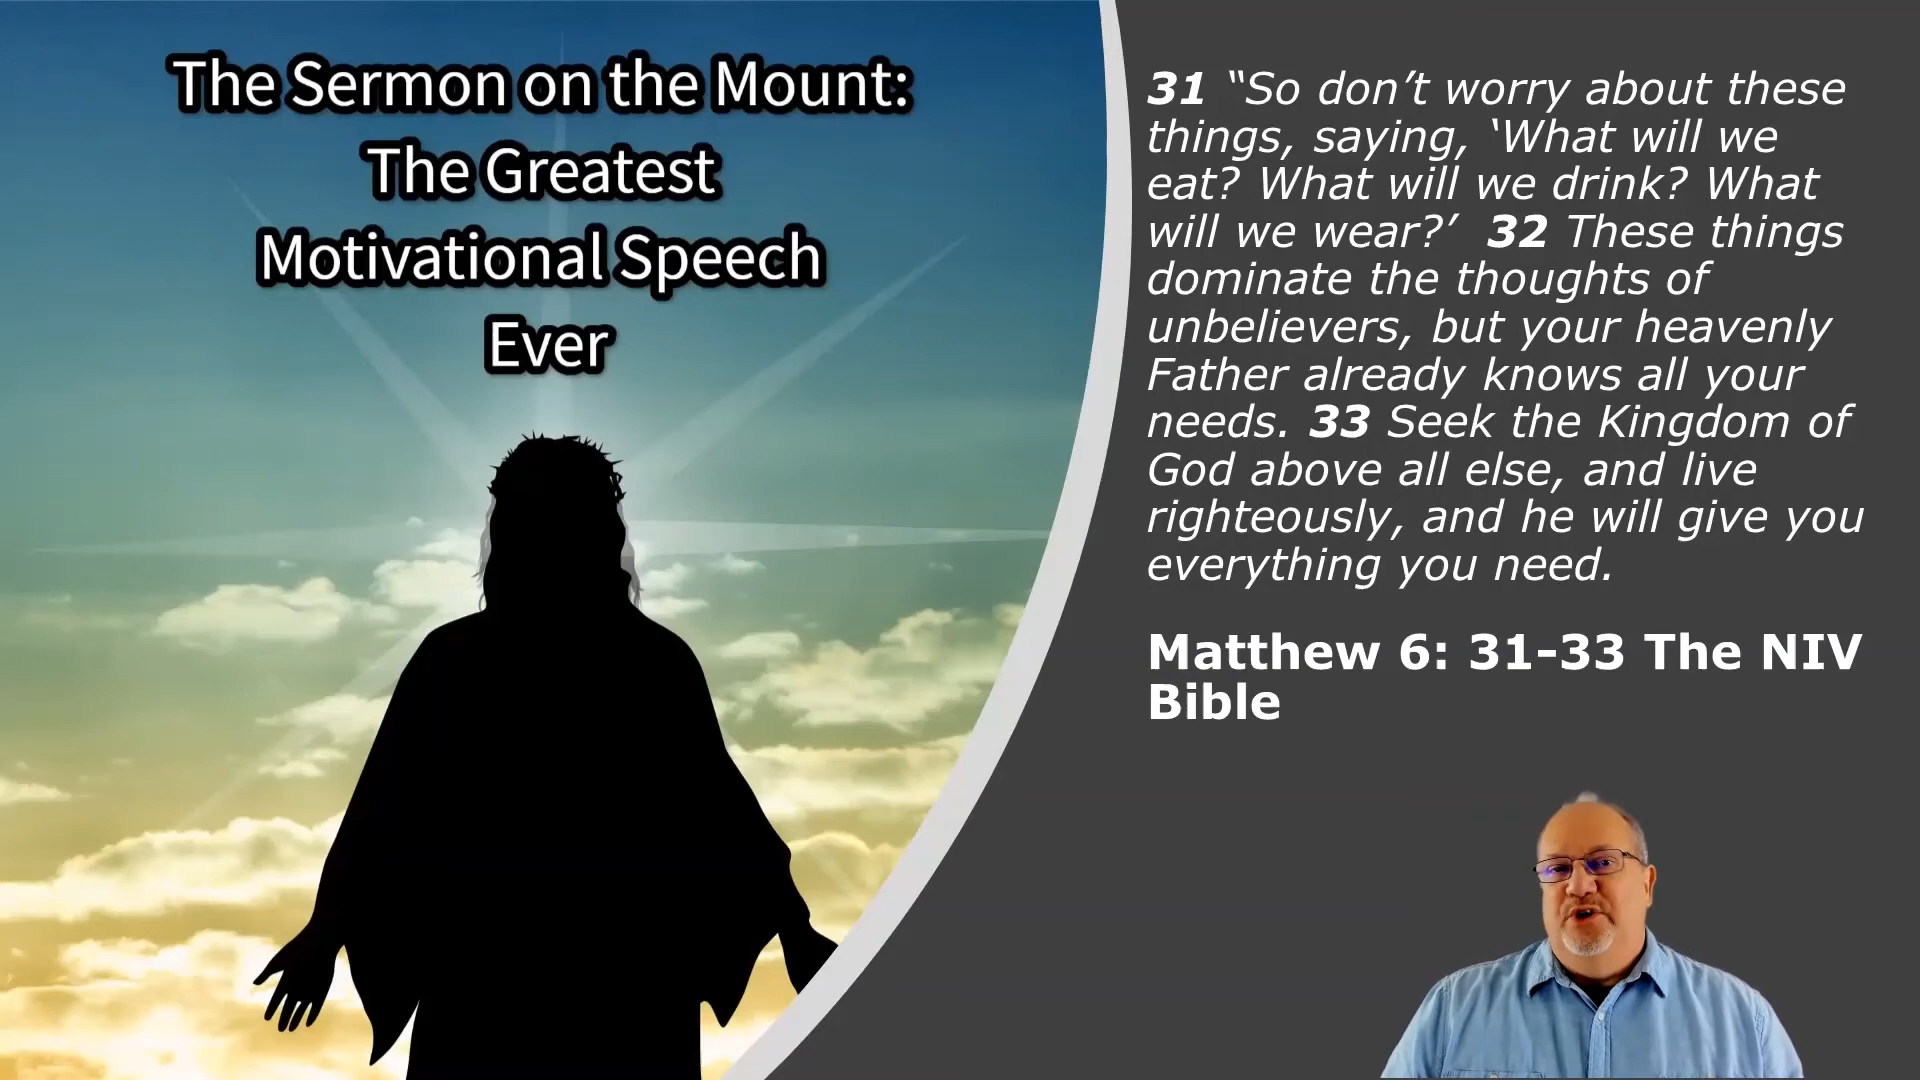 The Sermon on the Mount:
The Greatest
Motivational Speech
Ever
31 “So don’t worry about these
things, saying, ‘What will we
eat? What will we drink? What
will we wear?’ 32 These things
dominate the thoughts of
unbelievers, but your heavenly
Father already knows all your
needs. 33 Seek the Kingdom of
God above all else, and live
righteously, and he will give you
everything you need.
Matthew 6: 31-33 The NIV
Bible